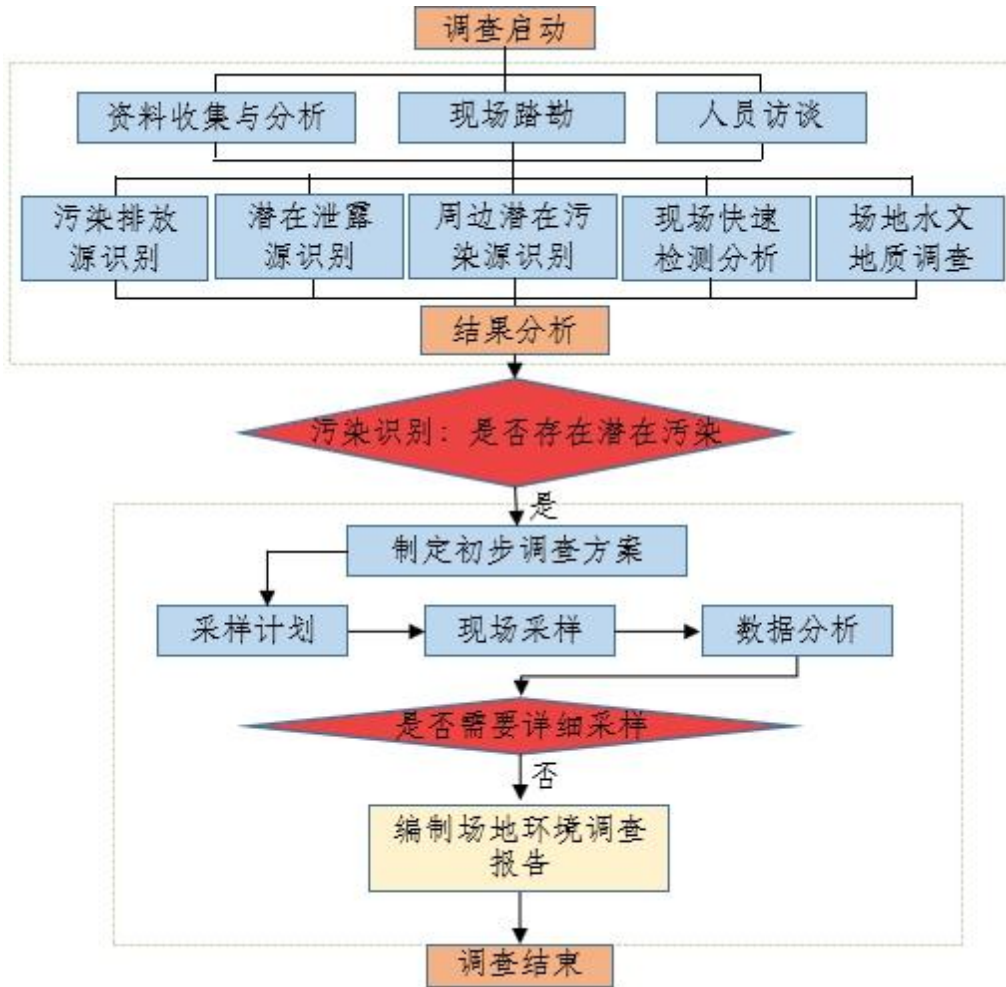 调查启动
资料收集与分析
现场踏勘
人员访谈
污染排放
源识别
潜在泄露
源识别
周边潜在污
染源识别
现场快速
检测分析
场地水文
地质调查
结果分析
污染识别：是否存在潜在污染
是
制定初步调查方案
采样计划
现场采样
数据分析
是否需要详细采样
否
编制场地环境调查
报告
调查结束